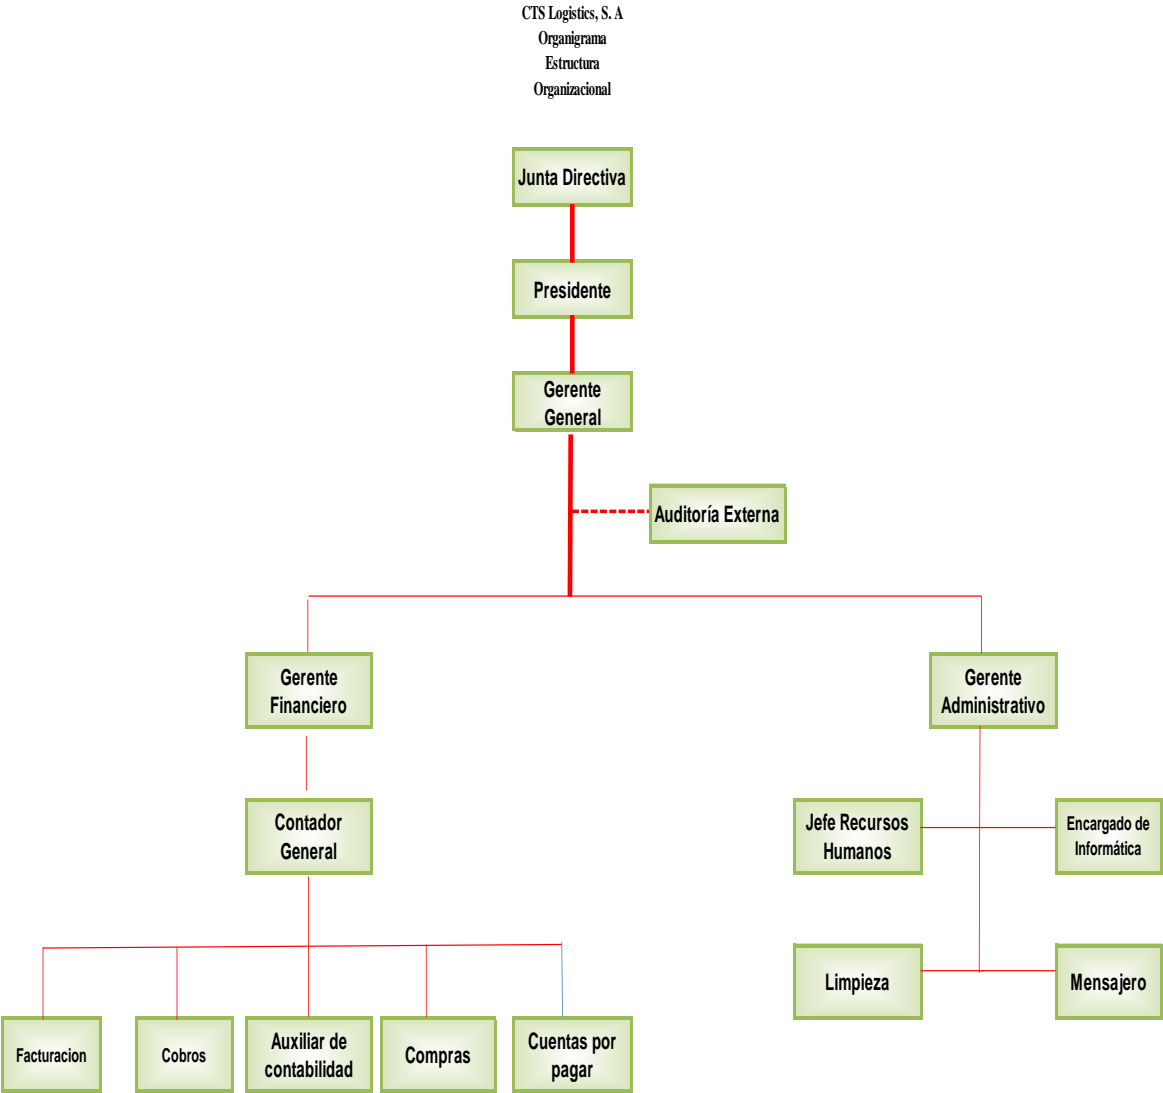 CTS Logistics, S. A
Organigrama
Estructura
Organizacional
Junta Directiva
Presidente
Gerente
General
Auditoría Externa
Gerente
Financiero
Gerente
Administrativo
Contador
General
Jefe Recursos
Humanos
Encargado de
Informática
Limpieza
Mensajero
Facturacion
Cobros
Auxiliar de
contabilidad
Compras
Cuentas por
pagar